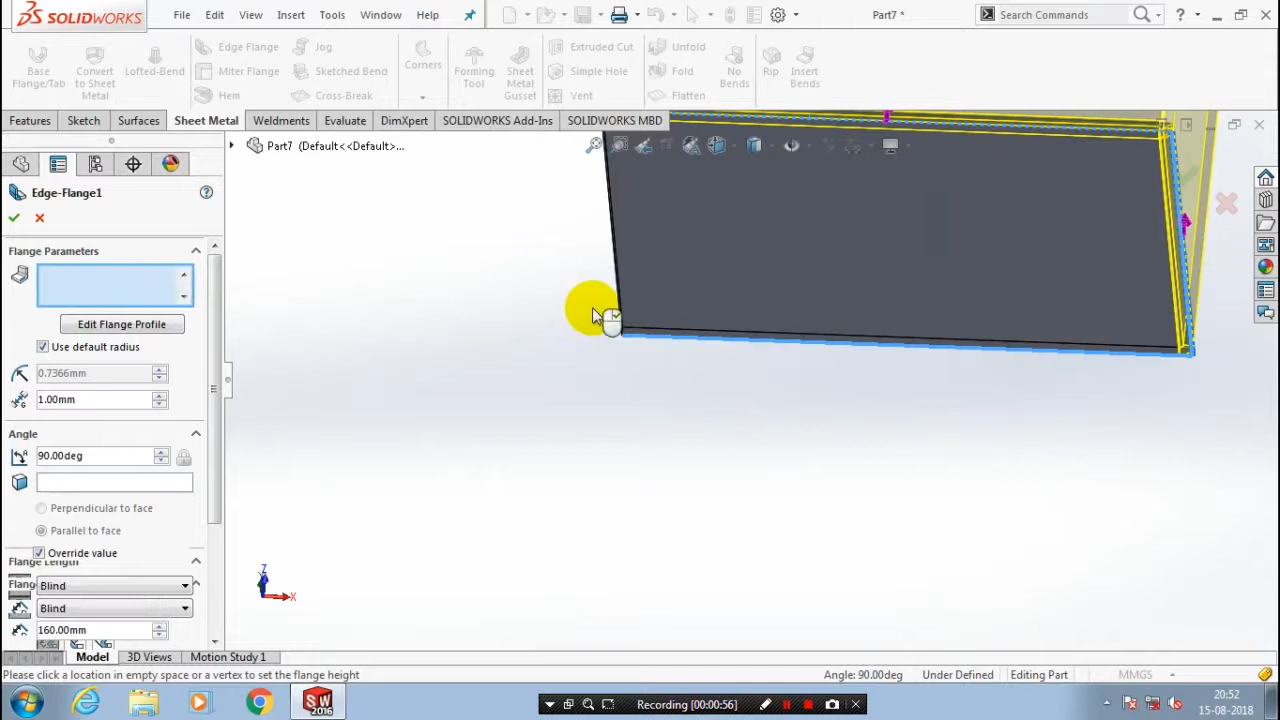 SOLIDWORKS File Edit View Insert Tools Window Help Part7 * Search Commands ?
Base Flange/Tab
Convert to Sheet Metal
Lofted-Bend
Edge Flange
Miter Flange
Hem
Jog
Sketched Bend
Cross-Break
Corners
Forming Tool
Sheet Metal Gusset
Extruded Cut
Simple Hole
Vent
Unfold
Fold
Flatten
No Bends
Rip
Insert Bends
Features Sketch Surfaces Sheet Metal Weldments Evaluate DimXpert SOLIDWORKS Add-Ins SOLIDWORKS MBD
Part7 (Default<<Default>...
Edge-Flange1
Flange Parameters
Edit Flange Profile
Use default radius
0.7366mm
1.00mm
Angle
90.00deg
Perpendicular to face
Parallel to face
Override value
Flange Length
Flang
Blind
Blind
160.00mm
Z
X
Model 3D Views Motion Study 1
Please click a location in empty space or a vertex to set the flange height
Angle: 90.00deg Under Defined Editing Part MMGS
SW 2016
Recording [00:00:56]
20:52
15-08-2018